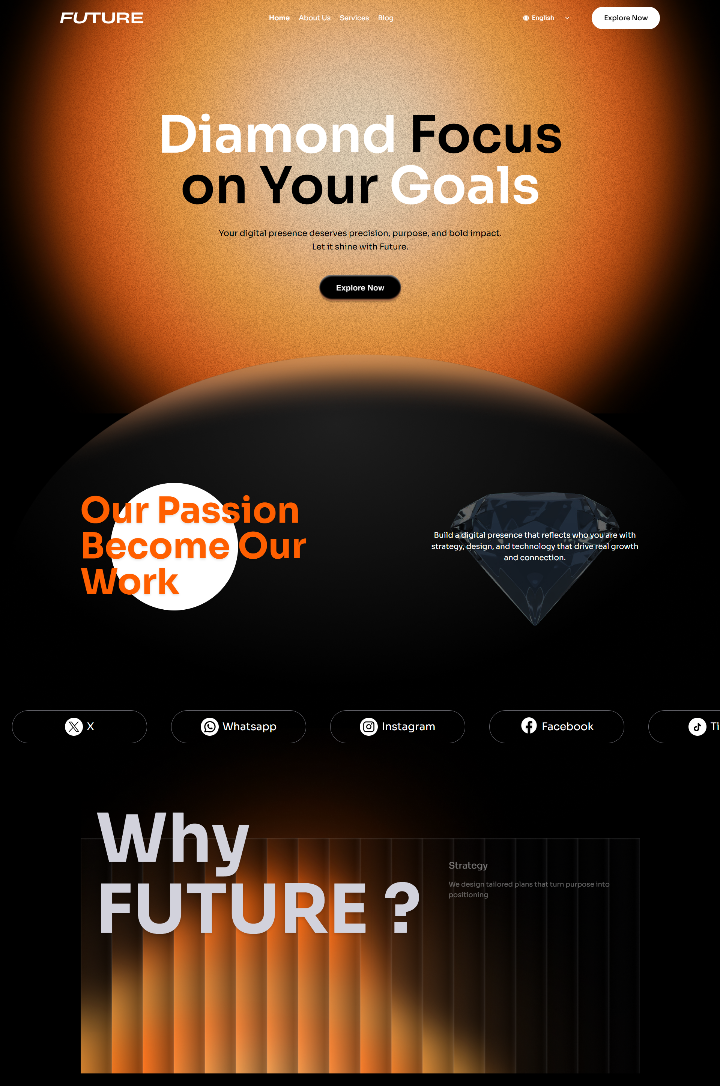 FUTURE
Home About Us Services Blog
English
Explore Now
Diamond Focus
on Your Goals
Your digital presence deserves precision, purpose, and bold impact.
Let it shine with Future.
Explore Now
Our Passion
Become Our
Work
Build a digital presence that reflects who you are with
strategy, design, and technology that drive real growth
and connection.
X
Whatsapp
Instagram
Facebook
Why
FUTURE ?
Strategy
We design tailored plans that turn purpose into
positioning